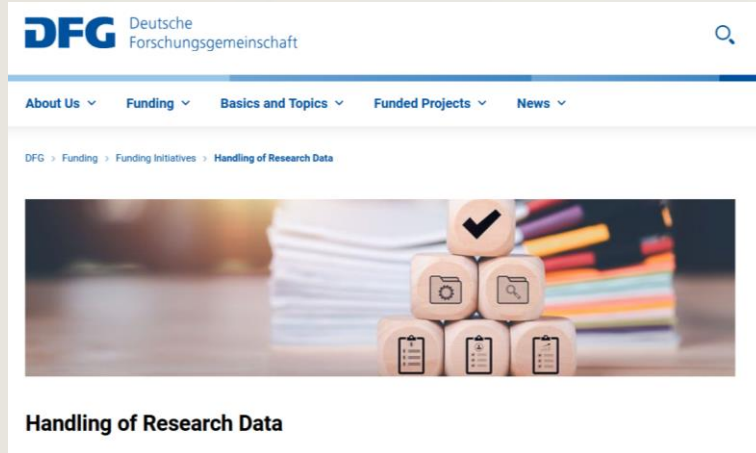 DFG Deutsche
Forschungsgemeinschaft
About Us Funding Basics and Topics Funded Projects News
DFG > Funding > Funding Initiatives > Handling of Research Data
Handling of Research Data